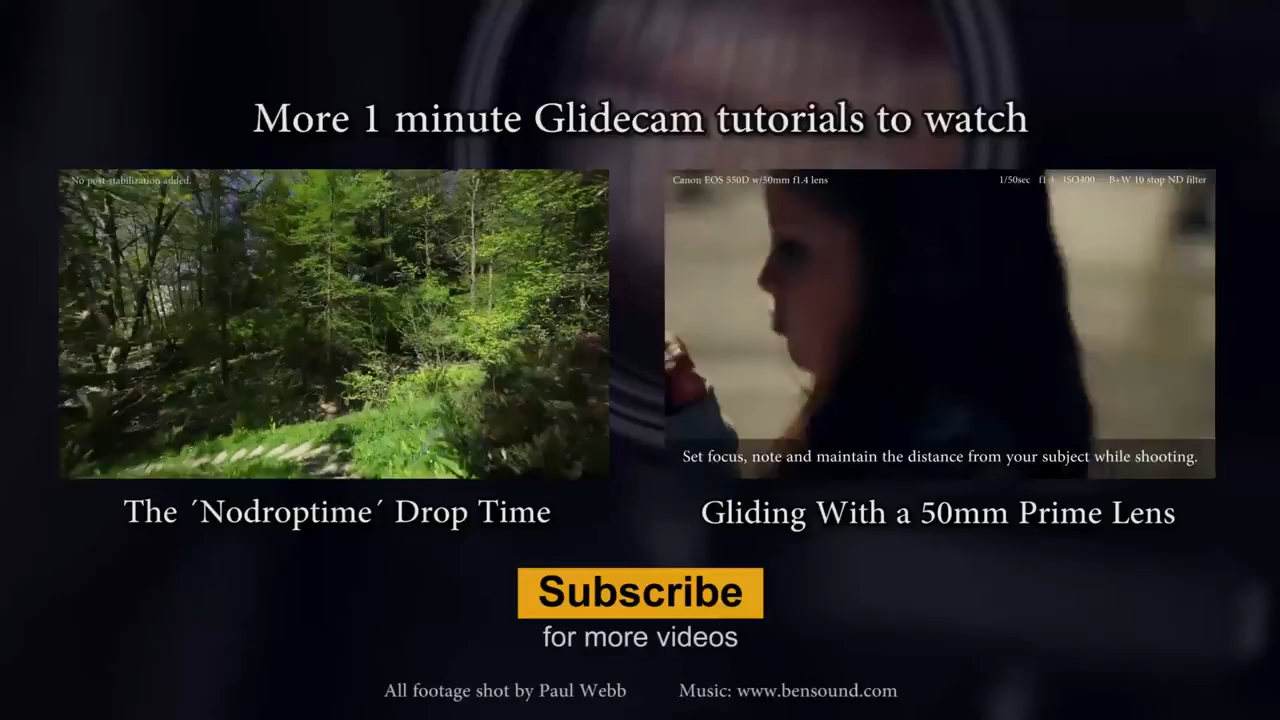 More 1 minute Glidecam tutorials to watch
No post-stabilization added.
Canon EOS 550D w/50mm f1.4 lens
1/50sec f1.4 ISO400 B+W 10 stop ND filter
Set focus, note and maintain the distance from your subject while shooting.
The ´Nodroptime´ Drop Time
Gliding With a 50mm Prime Lens
Subscribe
for more videos
All footage shot by Paul Webb
Music: www.bensound.com